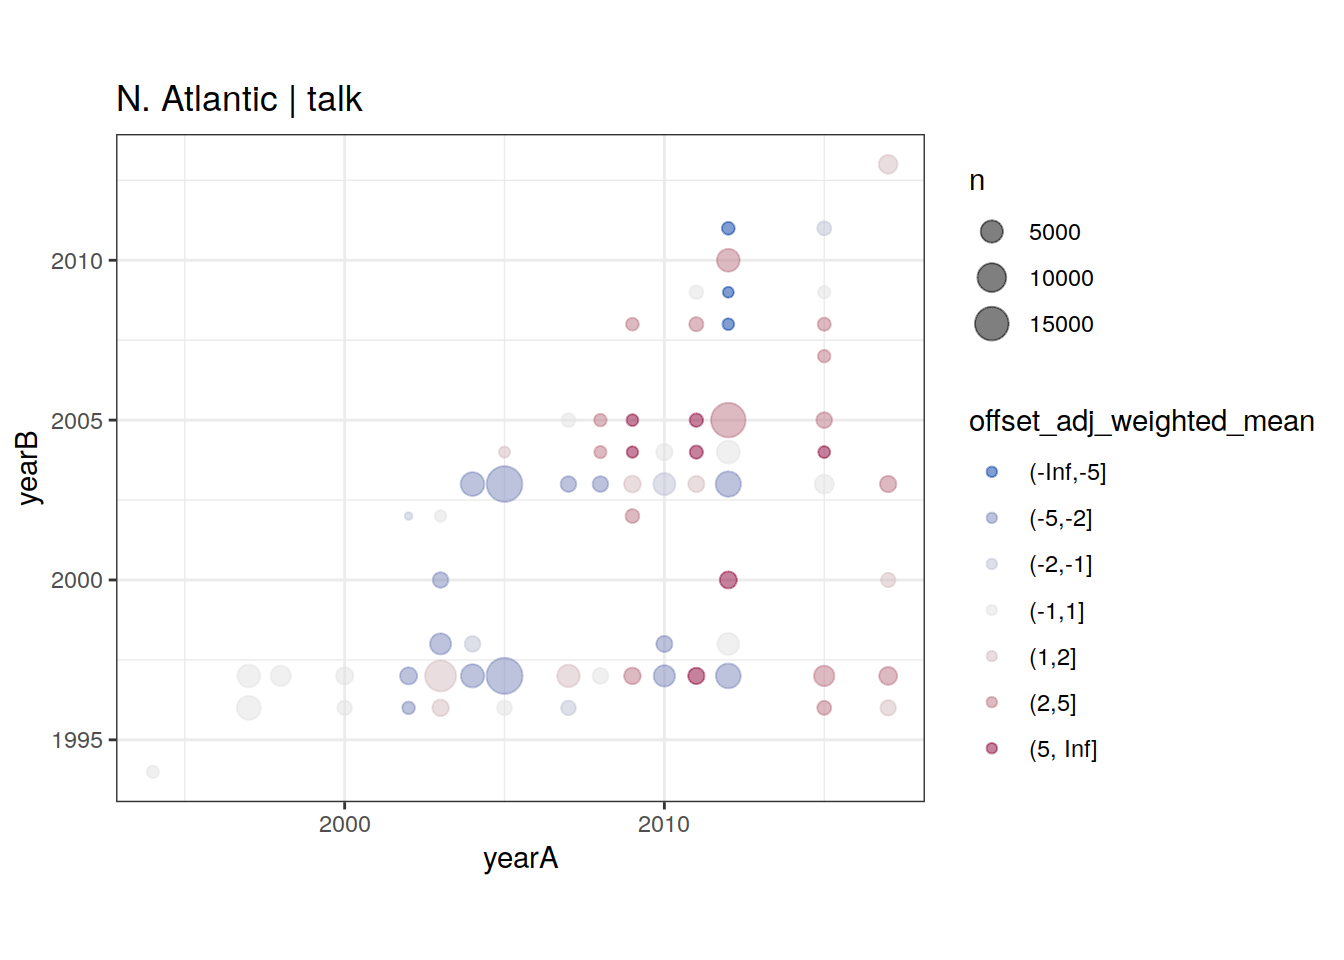 N. Atlantic | talk
yearB
2010
2005
2000
1995
2000
2010
yearA
n
5000
10000
15000
offset_adj_weighted_mean
(-Inf,-5]
(-5,-2]
(-2,-1]
(-1,1]
(1,2]
(2,5]
(5, Inf]